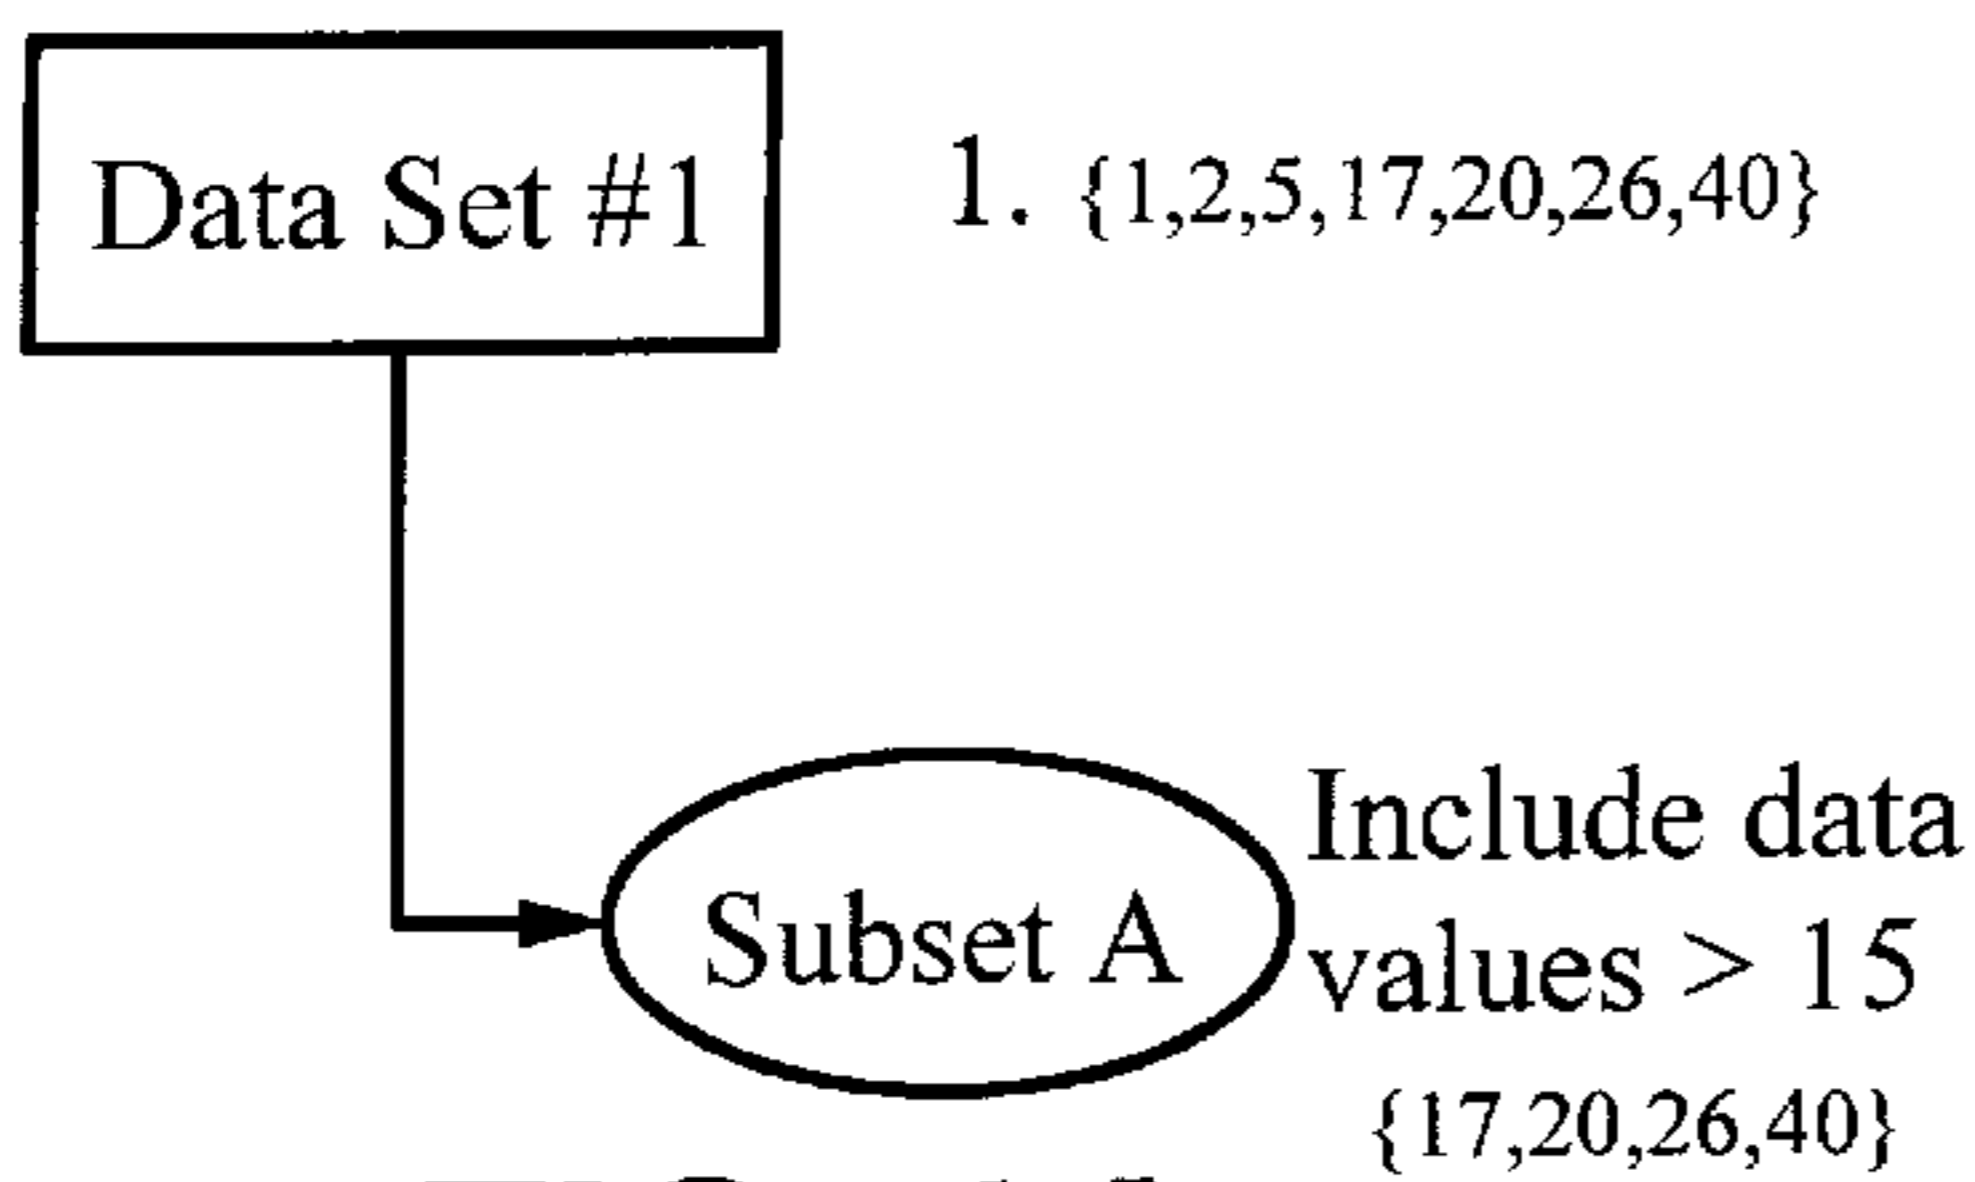 Data Set #1
1. {1,2,5,17,20,26,40}
Subset A
Include data
values > 15
{17,20,26,40}